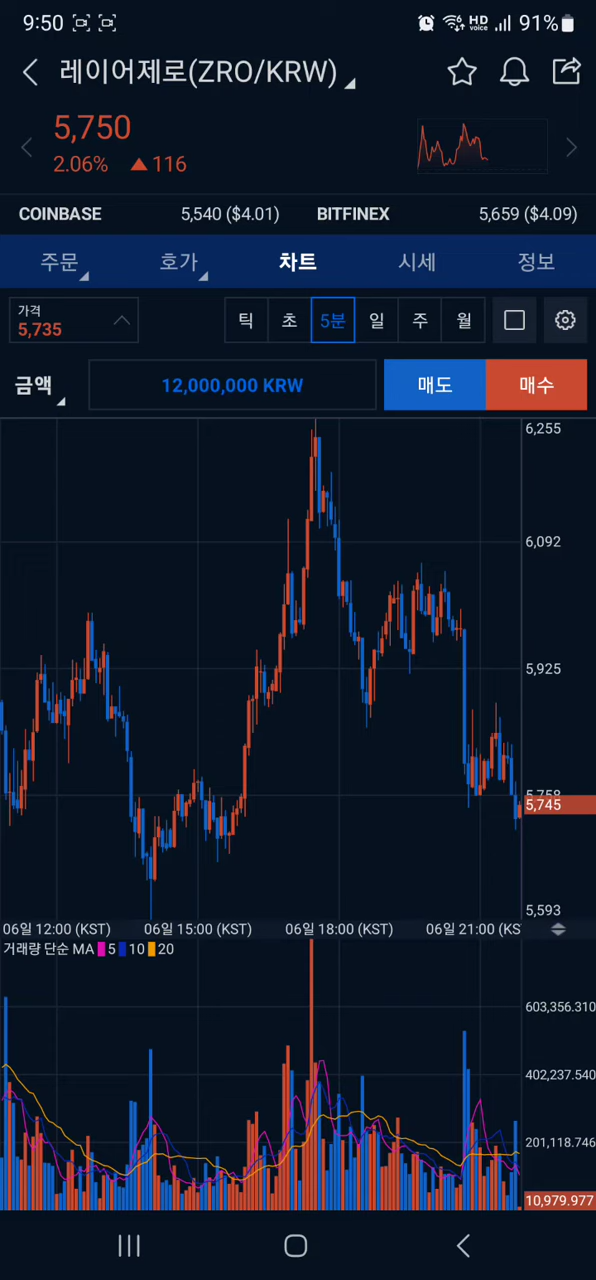 9:50 HD voice 91%
레이어제로(ZRO/KRW)
5,750
2.06% ▲116
COINBASE 5,540 ($4.01) BITFINEX 5,659 ($4.09)
주문 호가 차트 시세 정보
가격
5,735
틱 초 5분 일 주 월
금액 12,000,000 KRW 매도 매수
6,255
6,092
5,925
5,758
5,745
5,593
06일 12:00 (KST) 06일 15:00 (KST) 06일 18:00 (KST) 06일 21:00 (KS
거래량 단순 MA 5 10 20
603,356.310
402,237.540
201,118.746
10,979.977